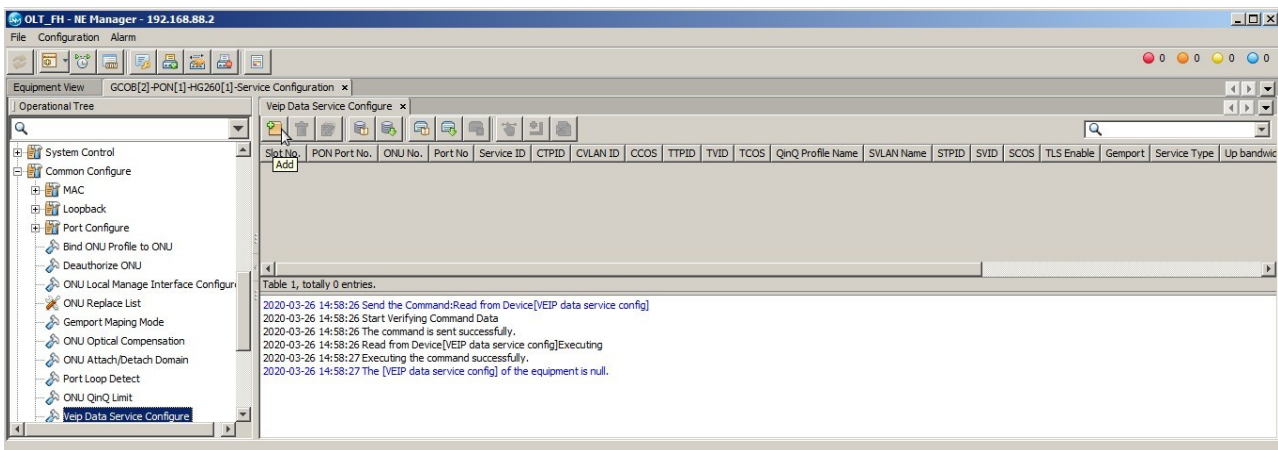 OLT_FH - NE Manager - 192.168.88.2
File Configuration Alarm
0 0 0 0
Equipment View GCOB[2]-PON[1]-HG260[1]-Service Configuration
Operational Tree
Veip Data Service Configure
System Control
Common Configure
MAC
Loopback
Port Configure
Bind ONU Profile to ONU
Deauthorize ONU
ONU Local Manage Interface Configure
ONU Replace List
Gemport Maping Mode
ONU Optical Compensation
ONU Attach/Detach Domain
Port Loop Detect
ONU QinQ Limit
Veip Data Service Configure
Slot No. PON Port No. ONU No. Port No Service ID CTPID CVLAN ID CCOS TTPID TVID TCOS QinQ Profile Name SVLAN Name STPID SVID SCOS TLS Enable Gemport Service Type Up bandwic
Add
Table 1, totally 0 entries.
2020-03-26 14:58:26 Send the Command:Read from Device[VEIP data service config]
2020-03-26 14:58:26 Start Verifying Command Data
2020-03-26 14:58:26 The command is sent successfully.
2020-03-26 14:58:26 Read from Device[VEIP data service config]Executing
2020-03-26 14:58:27 Executing the command successfully.
2020-03-26 14:58:27 The [VEIP data service config] of the equipment is null.